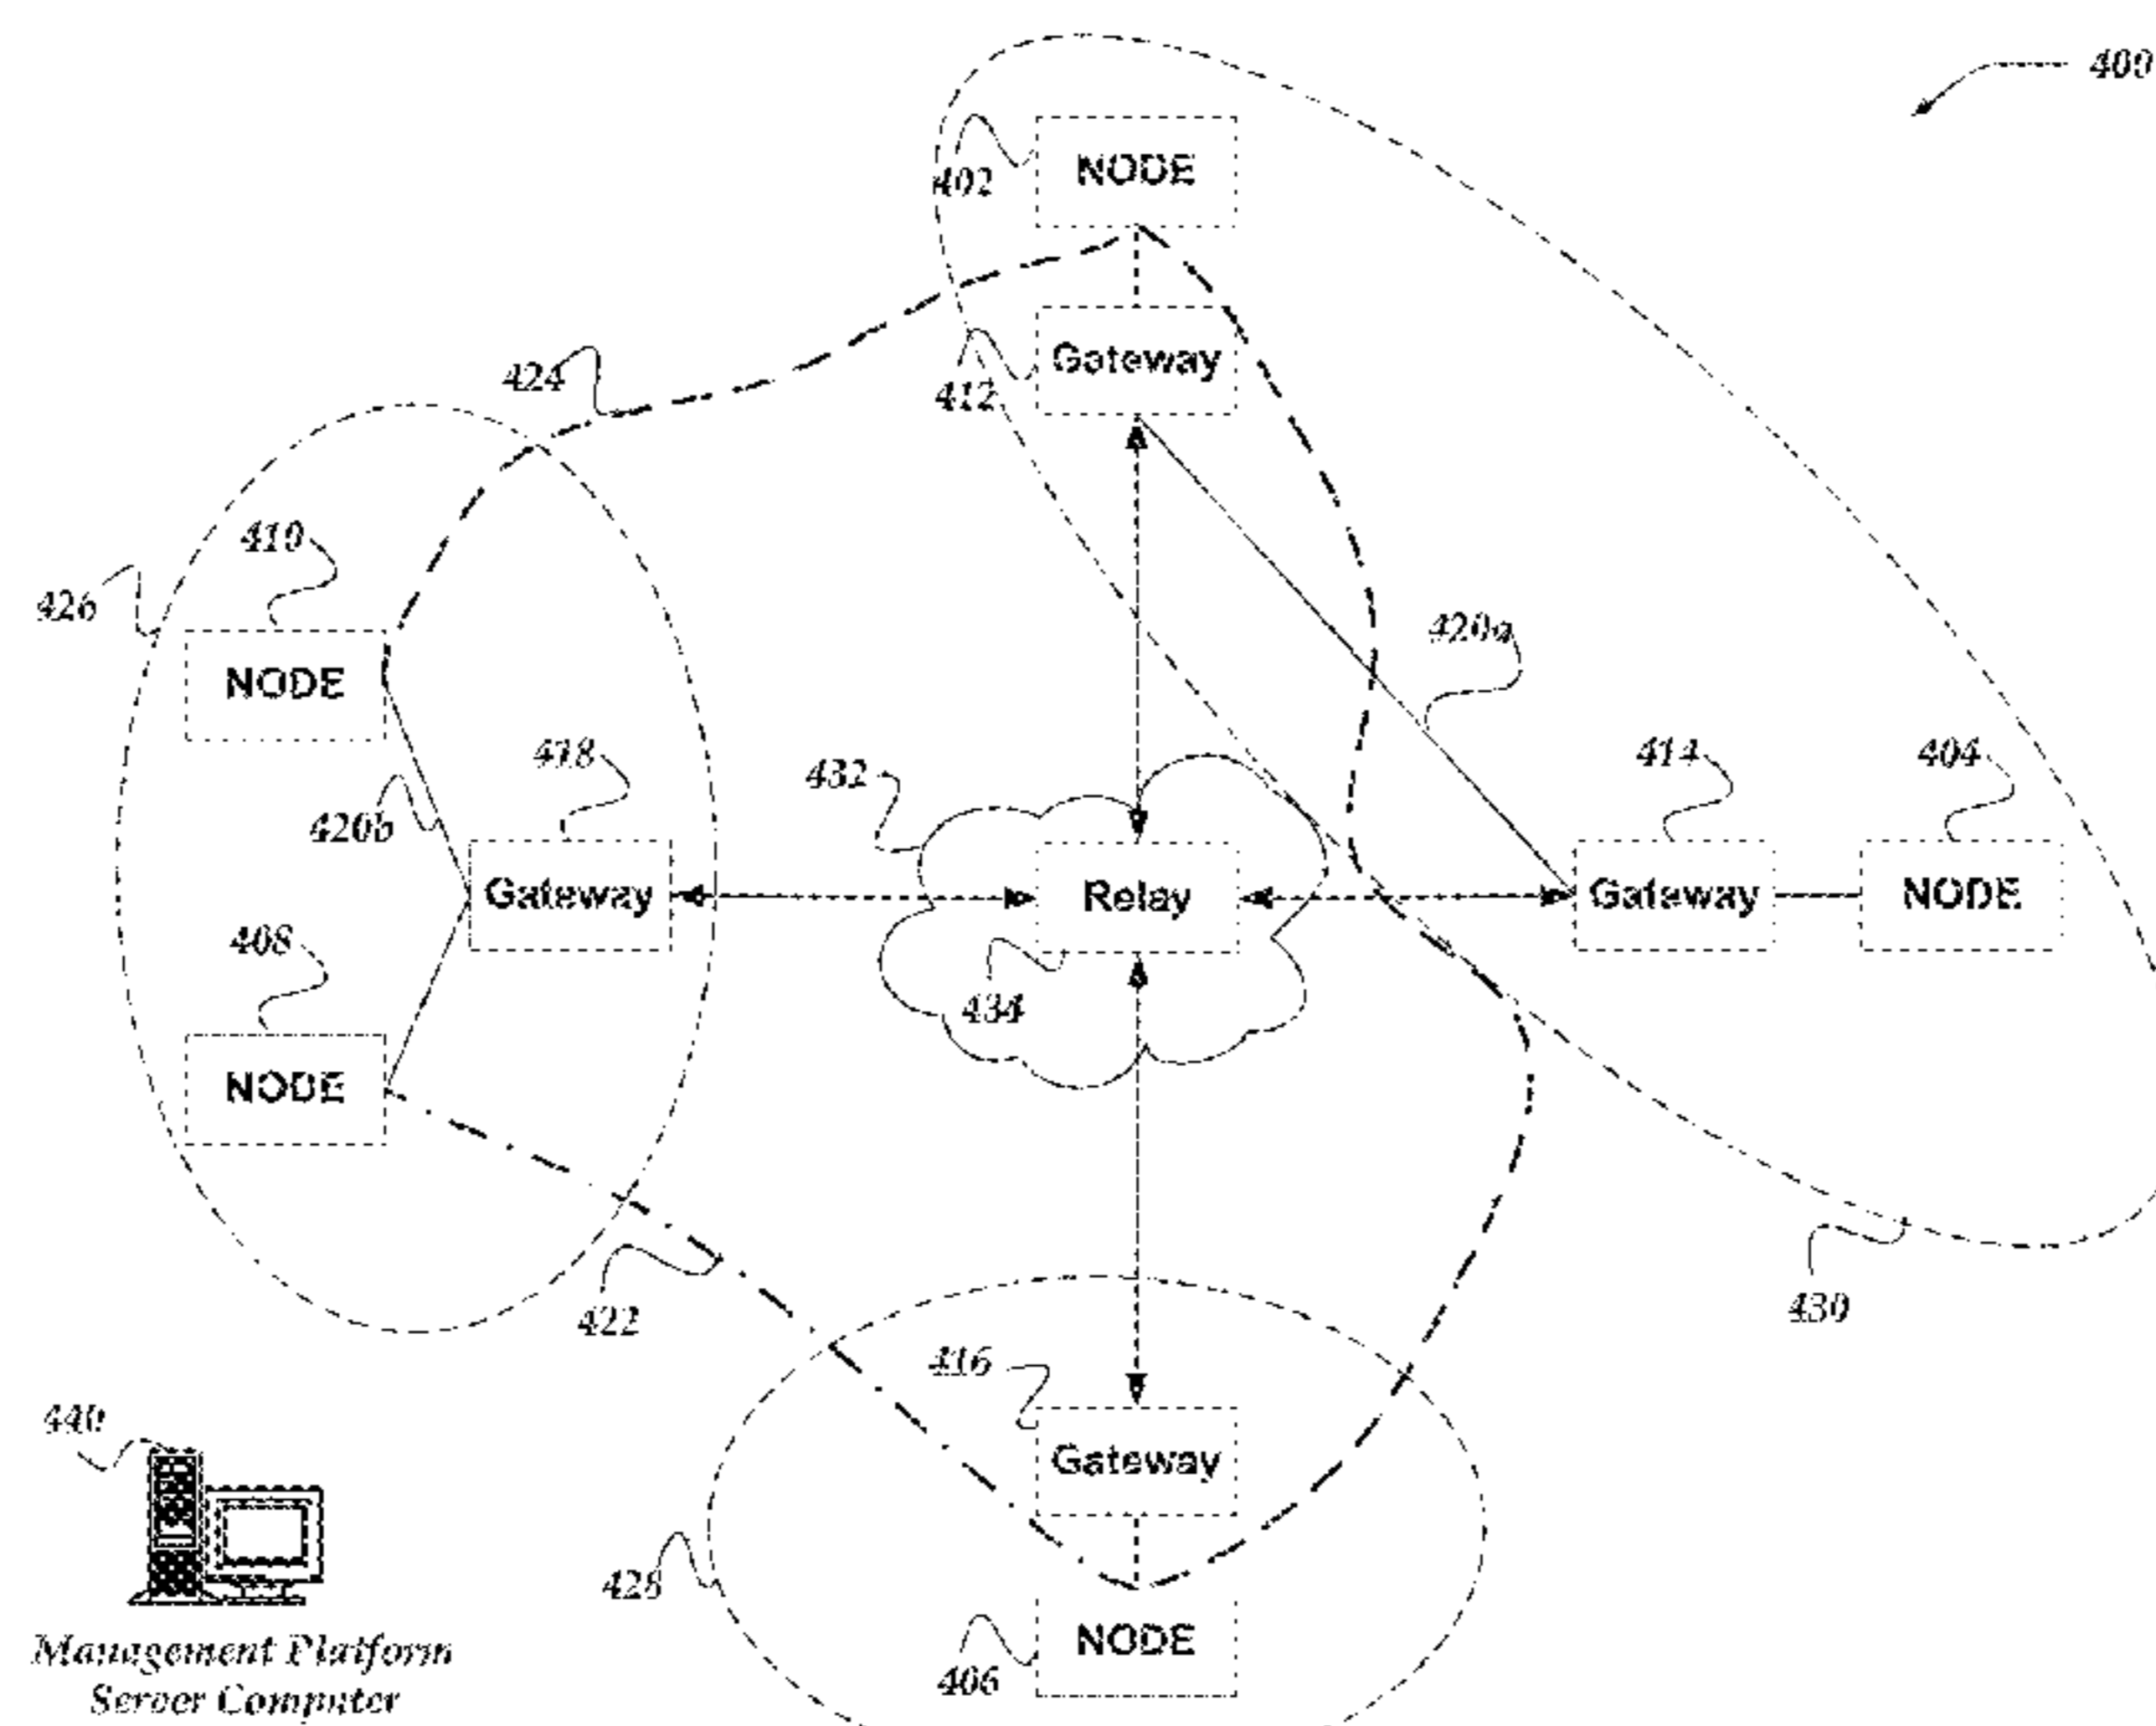 400
NODE
402
Gateway
412
424
410
426
NODE
420a
418
432
414
404
420b
Gateway
Relay
Gateway
NODE
408
434
NODE
422
430
416
440
Gateway
428
NODE
406
Management Platform
Server Computer